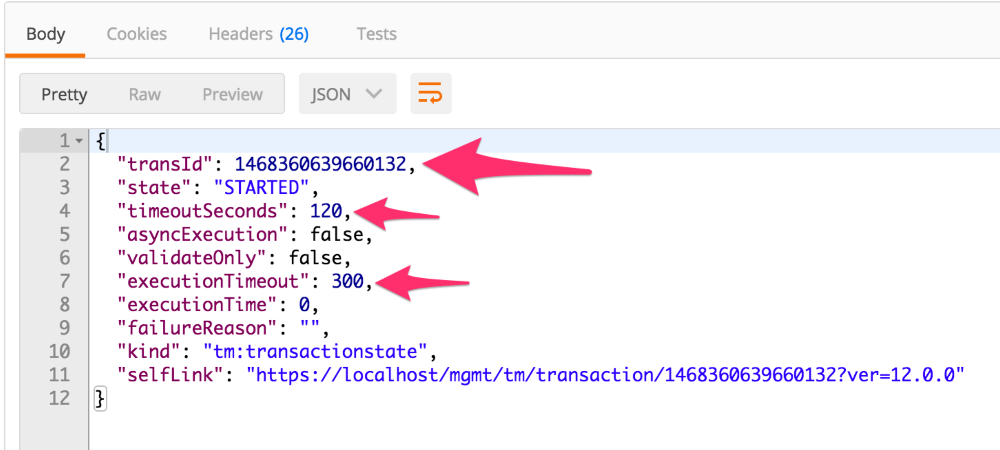 Body Cookies Headers (26) Tests
Pretty Raw Preview JSON
1 {
2 "transId": 1468360639660132,
3 "state": "STARTED",
4 "timeoutSeconds": 120,
5 "asyncExecution": false,
6 "validateOnly": false,
7 "executionTimeout": 300,
8 "executionTime": 0,
9 "failureReason": "",
10 "kind": "tm:transactionstate",
11 "selfLink": "https://localhost/mgmt/tm/transaction/1468360639660132?ver=12.0.0"
12 }